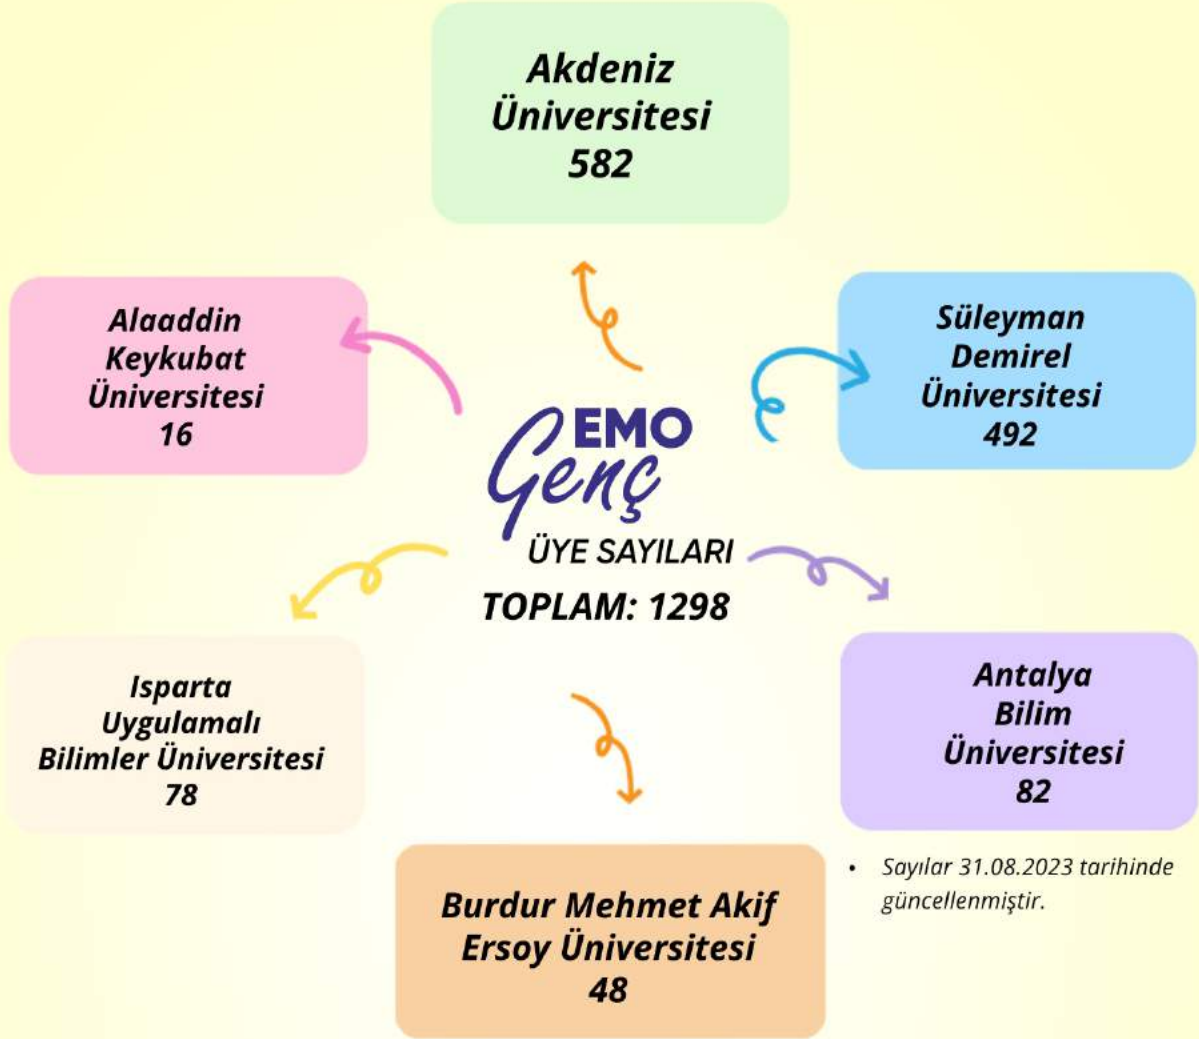 Akdeniz
Üniversitesi
582
Alaaddin
Keykubat
Üniversitesi
16
Süleyman
Demirel
Üniversitesi
492
EMO
Genç
ÜYE SAYILARI
TOPLAM: 1298
Isparta
Uygulamalı
Bilimler Üniversitesi
78
Antalya
Bilim
Üniversitesi
82
• Sayılar 31.08.2023 tarihinde
güncellenmiştir.
Burdur Mehmet Akif
Ersoy Üniversitesi
48